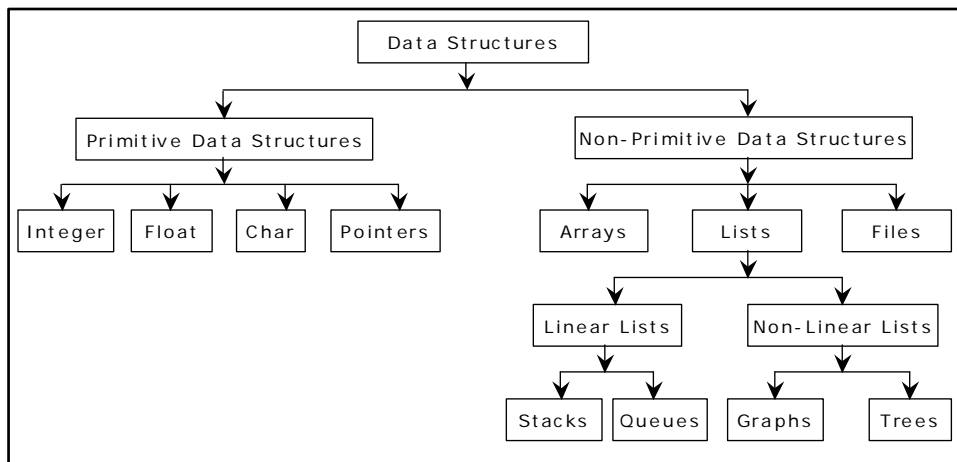 Data Structures
Primitive Data Structures
Non-Primitive Data Structures
Integer
Float
Char
Pointers
Arrays
Lists
Files
Linear Lists
Non-Linear Lists
Stacks
Queues
Graphs
Trees